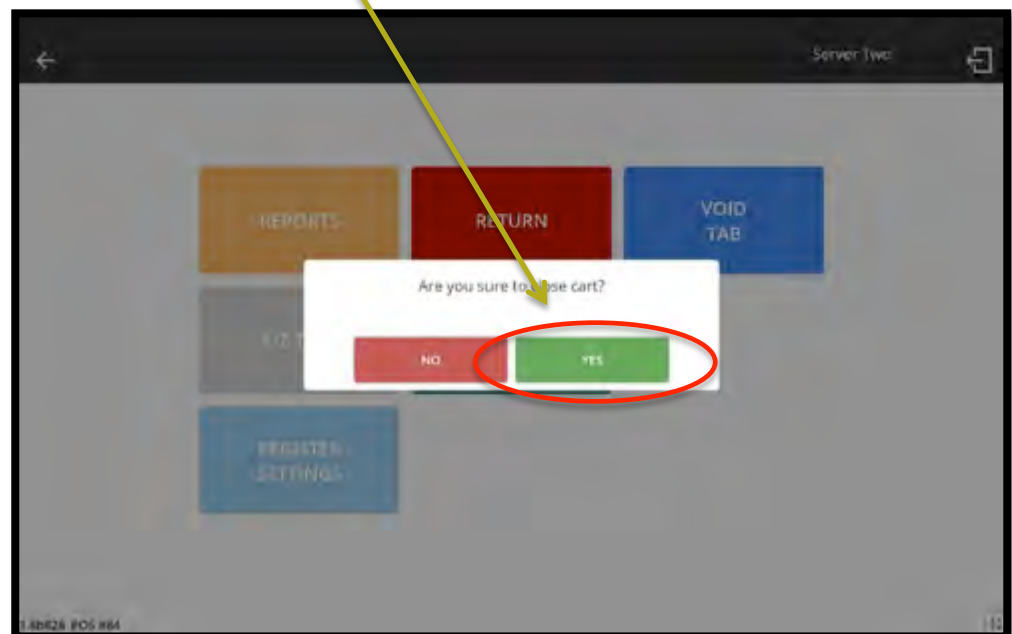 Server Two
REPORTS
RETURN
VOID
TAB
Are you sure to close cart?
NO
YES
REGISTER
SETTINGS